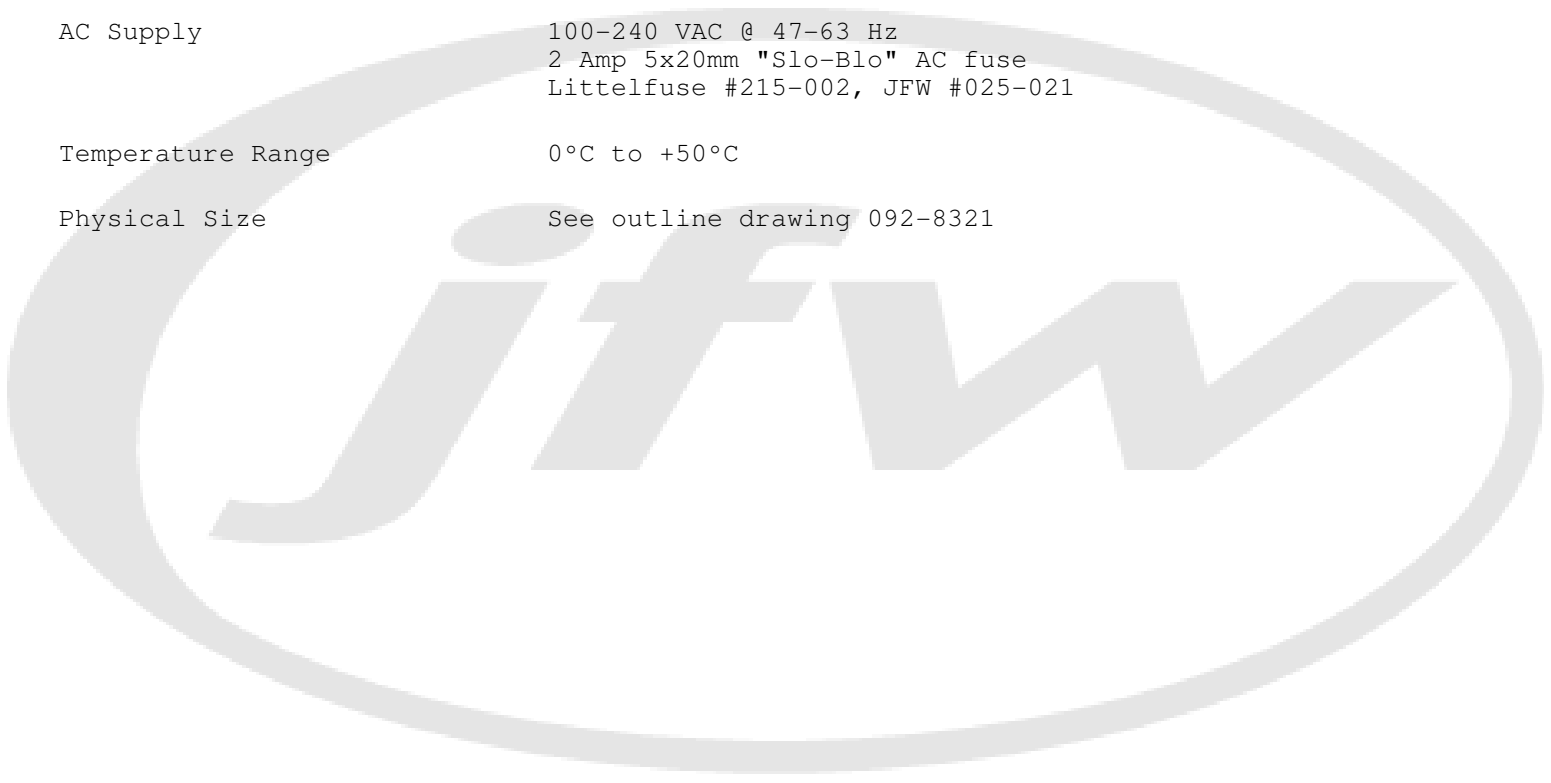 AC Supply 100-240 VAC @ 47-63 Hz
2 Amp 5x20mm "Slo-Blo" AC fuse
Littelfuse #215-002, JFW #025-021
Temperature Range 0°C to +50°C
Physical Size See outline drawing 092-8321
jfw